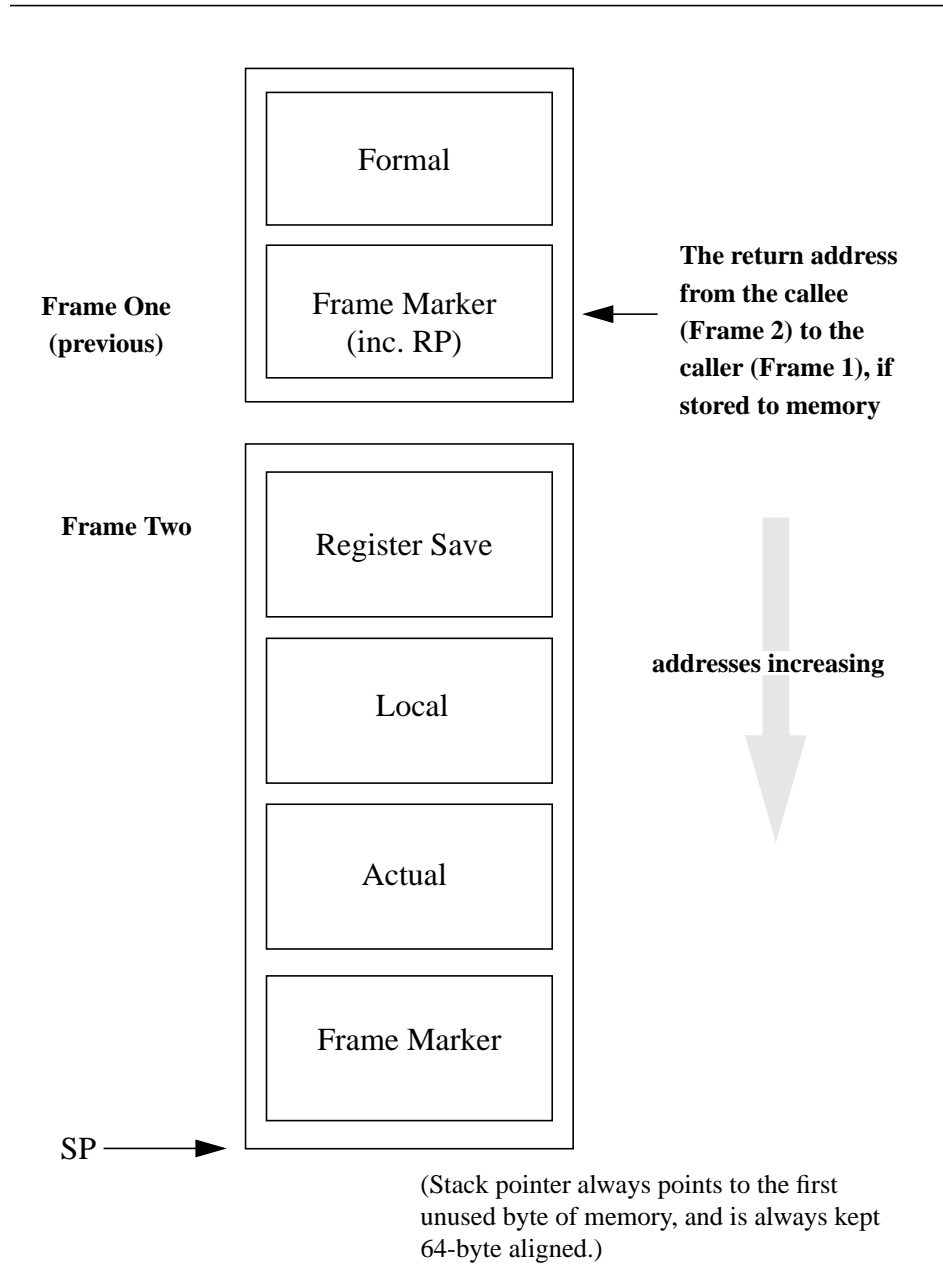 Formal
Frame Marker
(inc. RP)
Frame One
(previous)
The return address
from the callee
(Frame 2) to the
caller (Frame 1), if
stored to memory
Frame Two
Register Save
Local
addresses increasing
Actual
Frame Marker
SP
(Stack pointer always points to the first
unused byte of memory, and is always kept
64-byte aligned.)